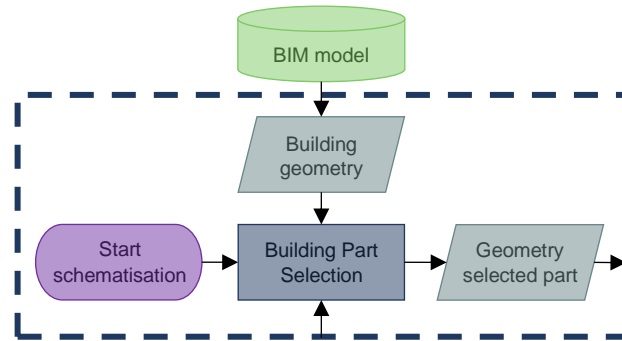 BIM model
Building
geometry
Start
schematisation
Building Part
Selection
Geometry
selected part